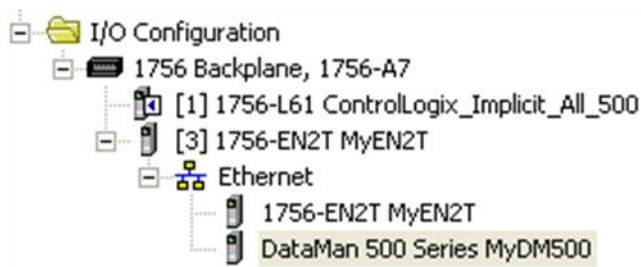 I/O Configuration
1756 Backplane, 1756-A7
[1] 1756-L61 ControlLogix_Implicit_All_500
[3] 1756-EN2T MyEN2T
Ethernet
1756-EN2T MyEN2T
DataMan 500 Series MyDM500